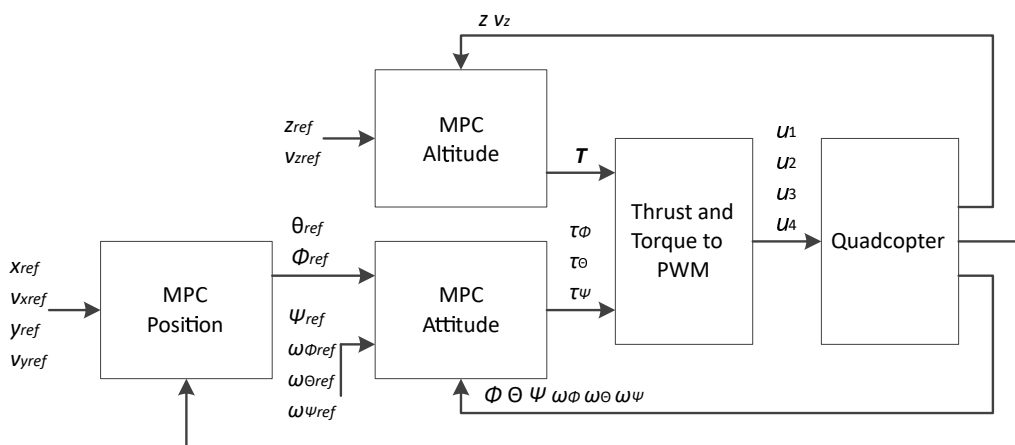 z vz
MPC
Altitude
zref
vzref
T
u1
u2
u3
u4
Thrust and
Torque to
PWM
Quadcopter
θref
Φref
τΦ
τΘ
τΨ
xref
vxref
yref
vyref
MPC
Position
MPC
Attitude
Ψref
ωΦref
ωΘref
ωΨref
Φ Θ Ψ ωΦ ωΘ ωΨ